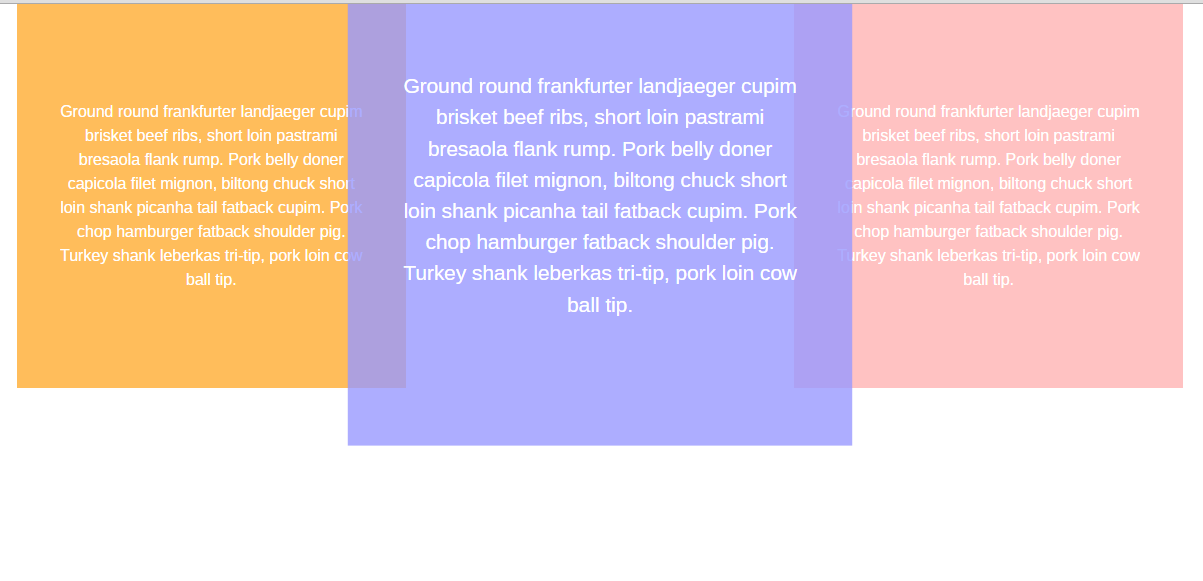 Ground round frankfurter landjaeger cupim
brisket beef ribs, short loin pastrami
bresaola flank rump. Pork belly doner
capicola filet mignon, biltong chuck short
loin shank picanha tail fatback cupim. Pork
chop hamburger fatback shoulder pig.
Turkey shank leberkas tri-tip, pork loin cow
ball tip.
Ground round frankfurter landjaeger cupim
brisket beef ribs, short loin pastrami
bresaola flank rump. Pork belly doner
capicola filet mignon, biltong chuck short
loin shank picanha tail fatback cupim. Pork
chop hamburger fatback shoulder pig.
Turkey shank leberkas tri-tip, pork loin cow
ball tip.
Ground round frankfurter landjaeger cupim
brisket beef ribs, short loin pastrami
bresaola flank rump. Pork belly doner
capicola filet mignon, biltong chuck short
loin shank picanha tail fatback cupim. Pork
chop hamburger fatback shoulder pig.
Turkey shank leberkas tri-tip, pork loin cow
ball tip.